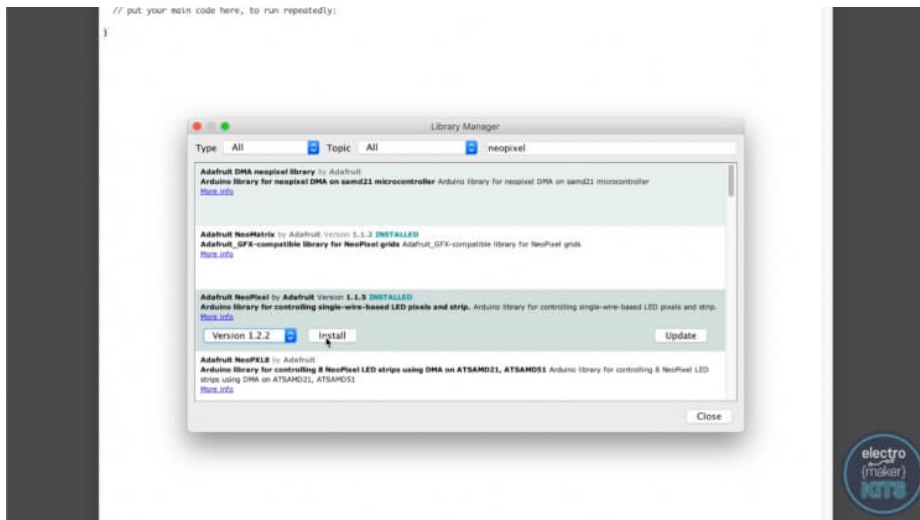 // put your main code here, to run repeatedly:
}
Library Manager
Type All Topic All neopixel
Adafruit DMA neopixel library by Adafruit
Arduino library for neopixel DMA on samd21 microcontroller Arduino library for neopixel DMA on samd21 microcontroller
More info
Adafruit NeoMatrix by Adafruit Version 1.1.2 INSTALLED
Adafruit_GFX-compatible library for NeoPixel grids Adafruit_GFX-compatible library for NeoPixel grids
More info
Adafruit NeoPixel by Adafruit Version 1.1.8 INSTALLED
Arduino library for controlling single-wire-based LED pixels and strip. Arduino library for controlling single-wire-based LED pixels and strip.
More info
Version 1.2.2 Install Update
Adafruit NeoPXL8 by Adafruit
Arduino library for controlling 8 NeoPixel LED strips using DMA on ATSAMD21, ATSAMD51 Arduino library for controlling 8 NeoPixel LED
strips using DMA on ATSAMD21, ATSAMD51
More info
Close
electro
{maker}
KITS